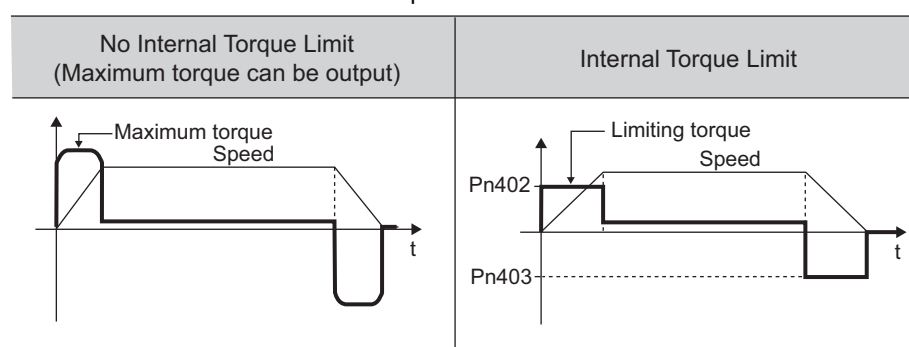 No Internal Torque Limit
(Maximum torque can be output)
Internal Torque Limit
Maximum torque
Speed
t
Limiting torque
Speed
Pn402
t
Pn403